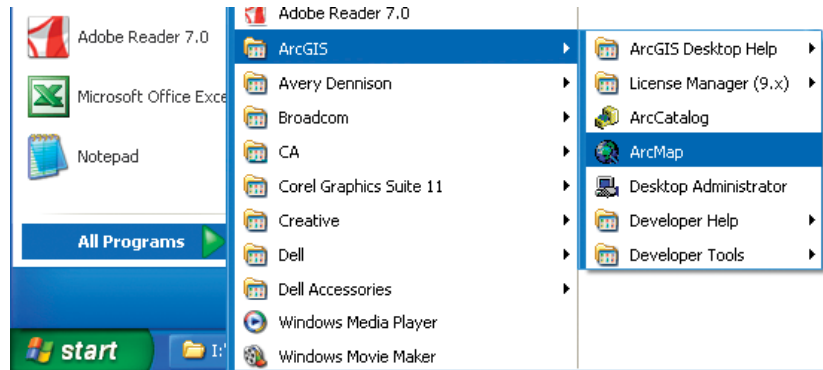 Adobe Reader 7.0
Microsoft Office Exce
Notepad
All Programs
start
I:'
Adobe Reader 7.0
ArcGIS
Avery Dennison
Broadcom
CA
Corel Graphics Suite 11
Creative
Dell
Dell Accessories
Windows Media Player
Windows Movie Maker
ArcGIS Desktop Help
License Manager (9.x)
ArcCatalog
ArcMap
Desktop Administrator
Developer Help
Developer Tools